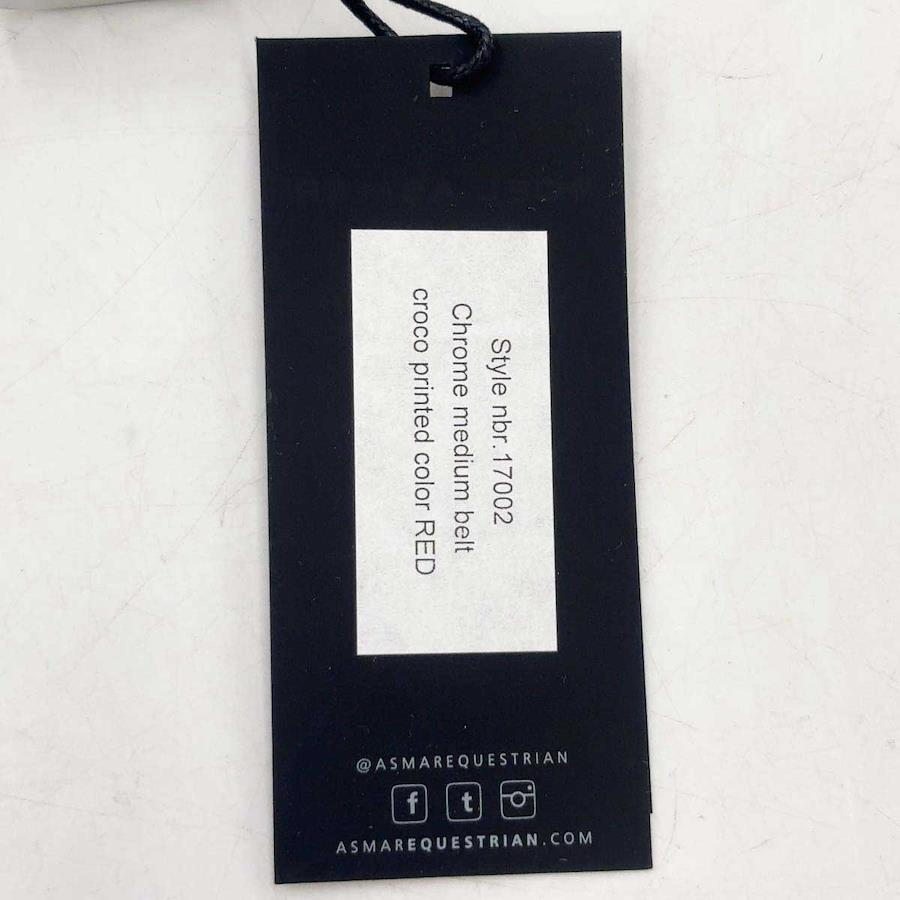 Style nbr.17002
Chrome medium belt
croco printed color RED
@ASMAREQUESTRIAN
f t
ASMAREQUESTRIAN.COM